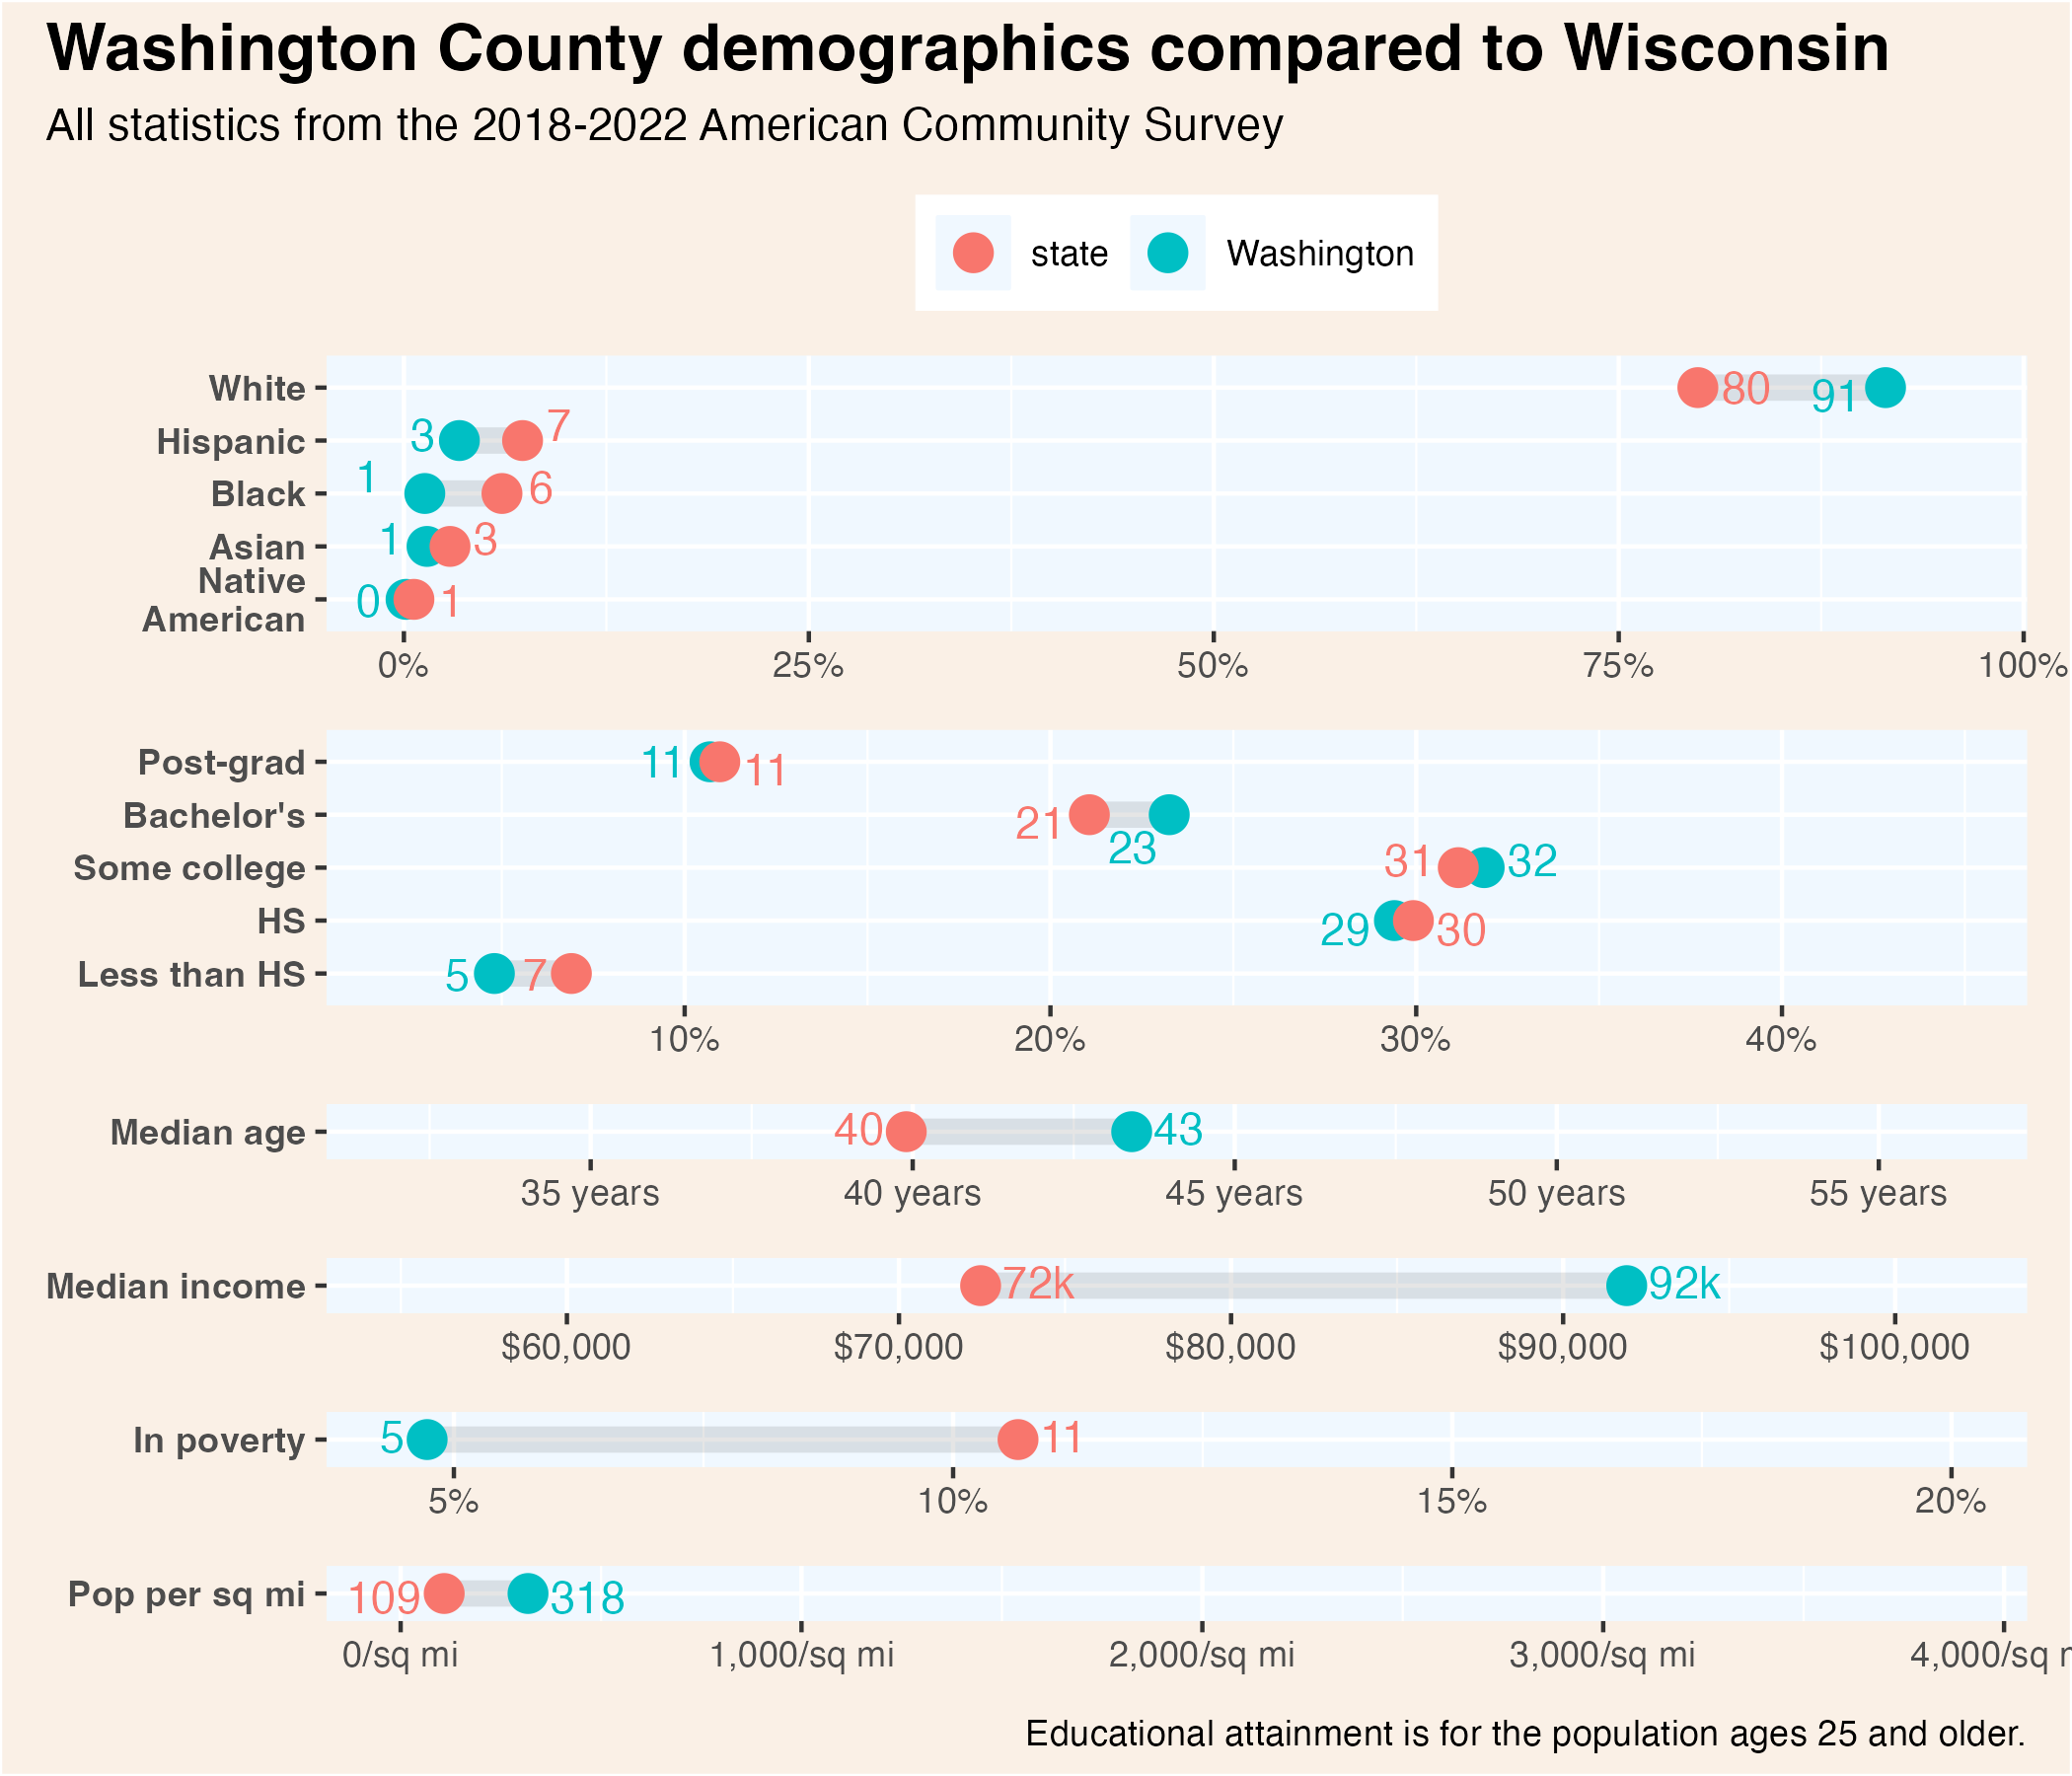 Washington County demographics compared to Wisconsin
All statistics from the 2018-2022 American Community Survey
state Washington
White 80 91
Hispanic 3 7
Black 1 6
Asian 1 3
Native
American 0 1
0% 25% 50% 75% 100%
Post-grad 11 11
Bachelor's 21 23
Some college 31 32
HS 29 30
Less than HS 5 7
10% 20% 30% 40%
Median age 40 43
35 years 40 years 45 years 50 years 55 years
Median income 72k 92k
$60,000 $70,000 $80,000 $90,000 $100,000
In poverty 5 11
5% 10% 15% 20%
Pop per sq mi 109 318
0/sq mi 1,000/sq mi 2,000/sq mi 3,000/sq mi 4,000/sq
Educational attainment is for the population ages 25 and older.